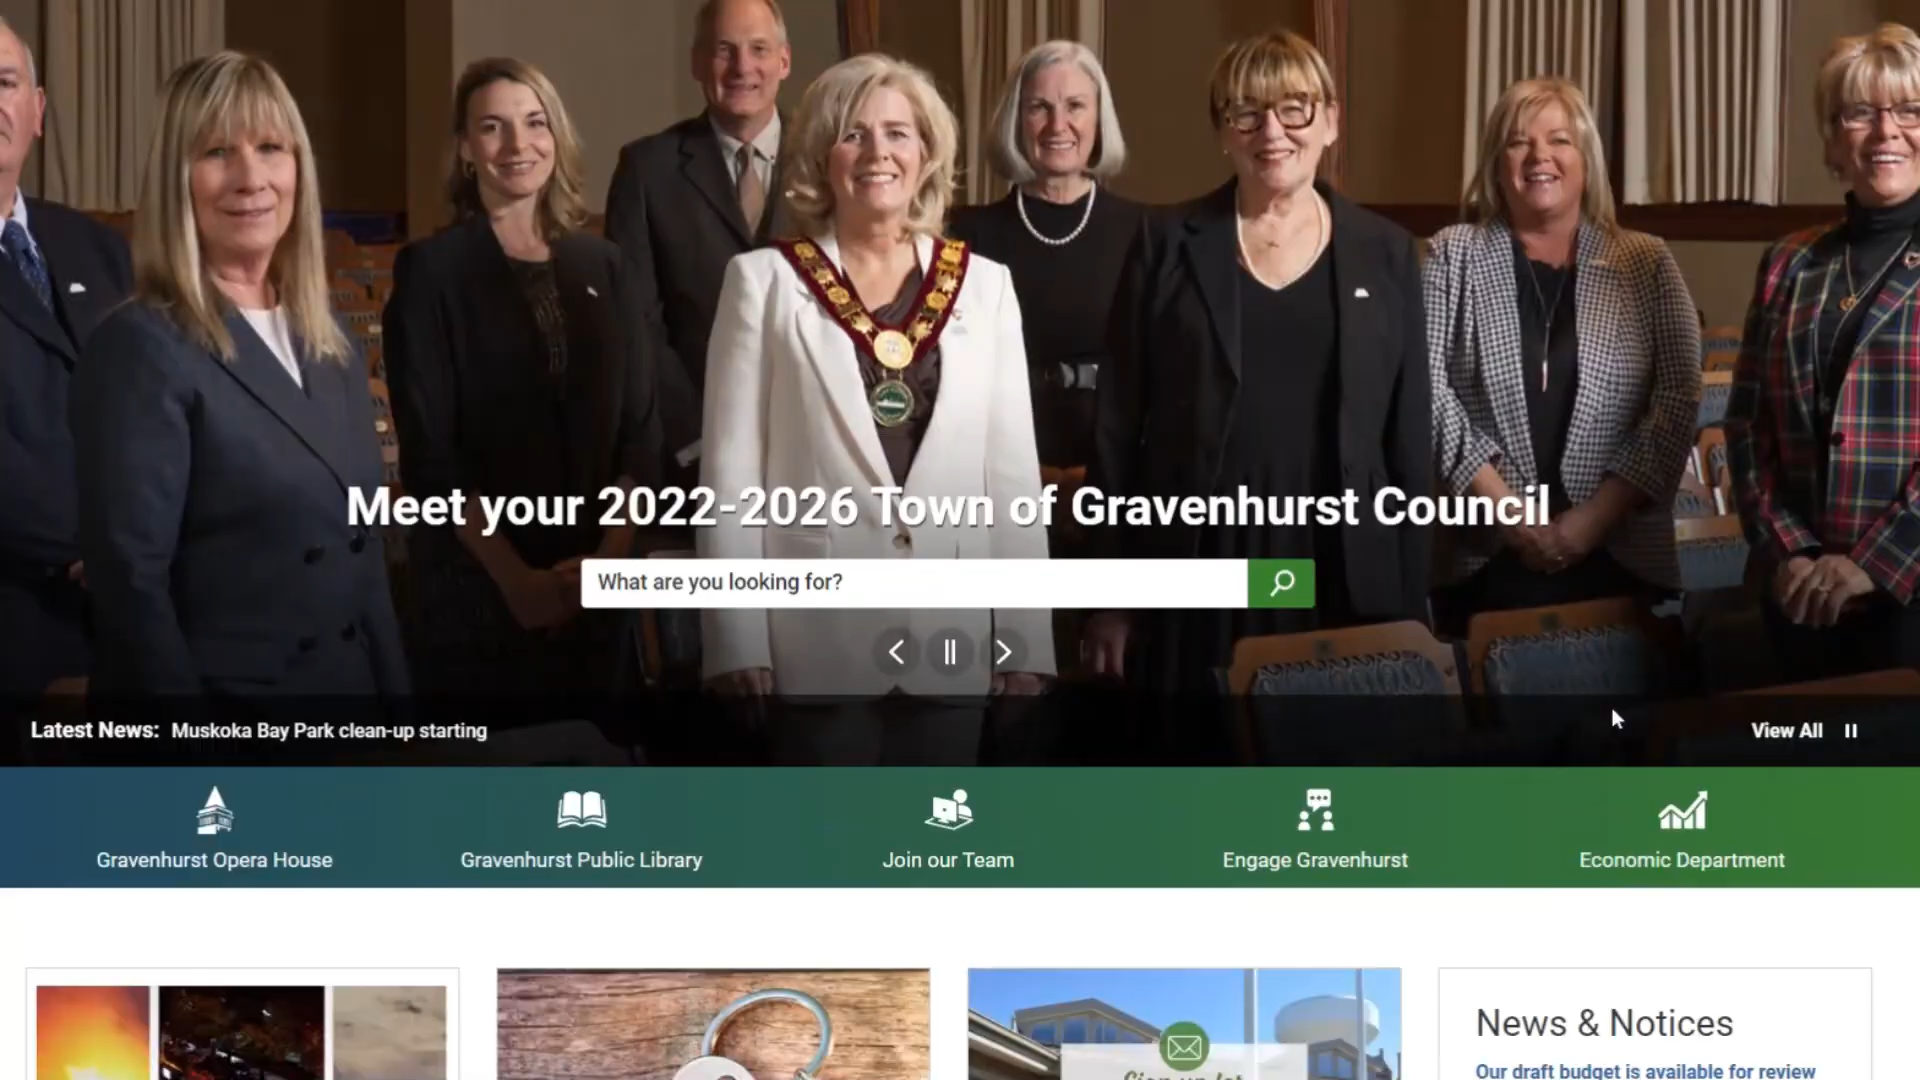 Meet your 2022-2026 Town of Gravenhurst Council
What are you looking for?
Latest News: Muskoka Bay Park clean-up starting
View All
Gravenhurst Opera House
Gravenhurst Public Library
Join our Team
Engage Gravenhurst
Economic Department
News & Notices
Our draft budget is available for review